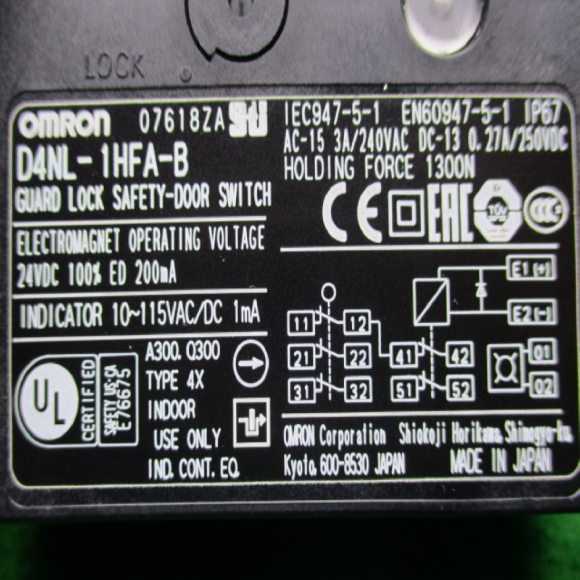 LOCK
OMRON 07618ZA
D4NL-1HFA-B
GUARD LOCK SAFETY-DOOR SWITCH
ELECTROMAGNET OPERATING VOLTAGE
24VDC 100% ED 200mA
INDICATOR 10~115VAC/DC 1mA
UL
CERTIFIED
SAFETY US-CA
E76675
A300. Q300
TYPE 4X
INDOOR
USE ONLY
IND. CONT. EQ.
IEC947-5-1 EN60947-5-1 IP67
AC-15 3A/240VAC DC-13 0.27A/250VDC
HOLDING FORCE 1300N
CE EAC TÜV CCC
E1 (+)
E2 (-)
11 12
21 22 41 42 01
31 32 51 52 02
OMRON Corporation Shiokoji Horikawa, Shimogyo-ku,
Kyoto, 600-8530 JAPAN MADE IN JAPAN